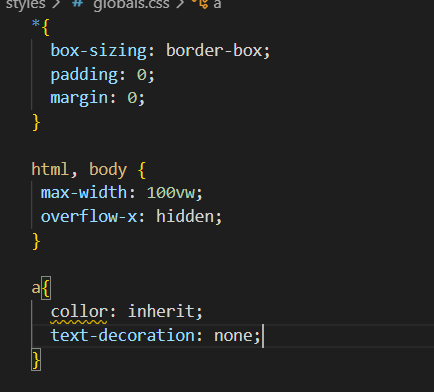 styles > # globals.css > a
*{
box-sizing: border-box;
padding: 0;
margin: 0;
}
html, body {
max-width: 100vw;
overflow-x: hidden;
}
a{
collor: inherit;
text-decoration: none;
}